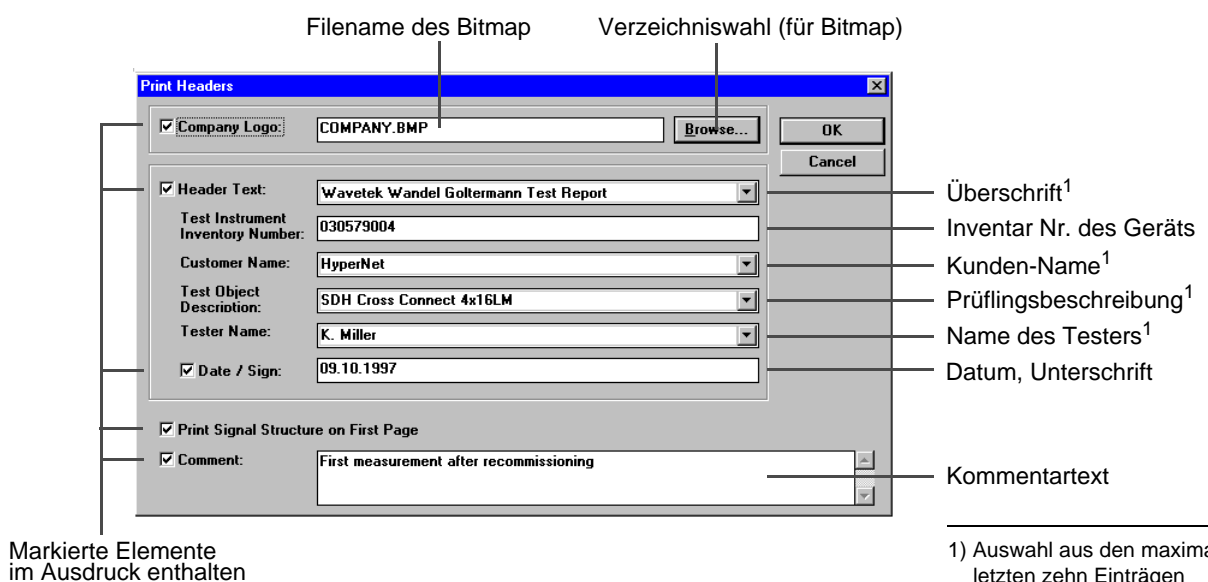 Filename des Bitmap
Verzeichniswahl (für Bitmap)
Print Headers
Company Logo:
COMPANY.BMP
Browse...
OK
Cancel
Header Text:
Wavetek Wandel Goltermann Test Report
Überschrift1
Test Instrument
Inventory Number:
030579004
Inventar Nr. des Geräts
Customer Name:
HyperNet
Kunden-Name1
Test Object
Description:
SDH Cross Connect 4x16LM
Prüflingsbeschreibung1
Tester Name:
K. Miller
Name des Testers1
Date / Sign:
09.10.1997
Datum, Unterschrift
Print Signal Structure on First Page
Comment:
First measurement after recommissioning
Kommentartext
Markierte Elemente
im Ausdruck enthalten
1) Auswahl aus den
letzten zehn Einträgen